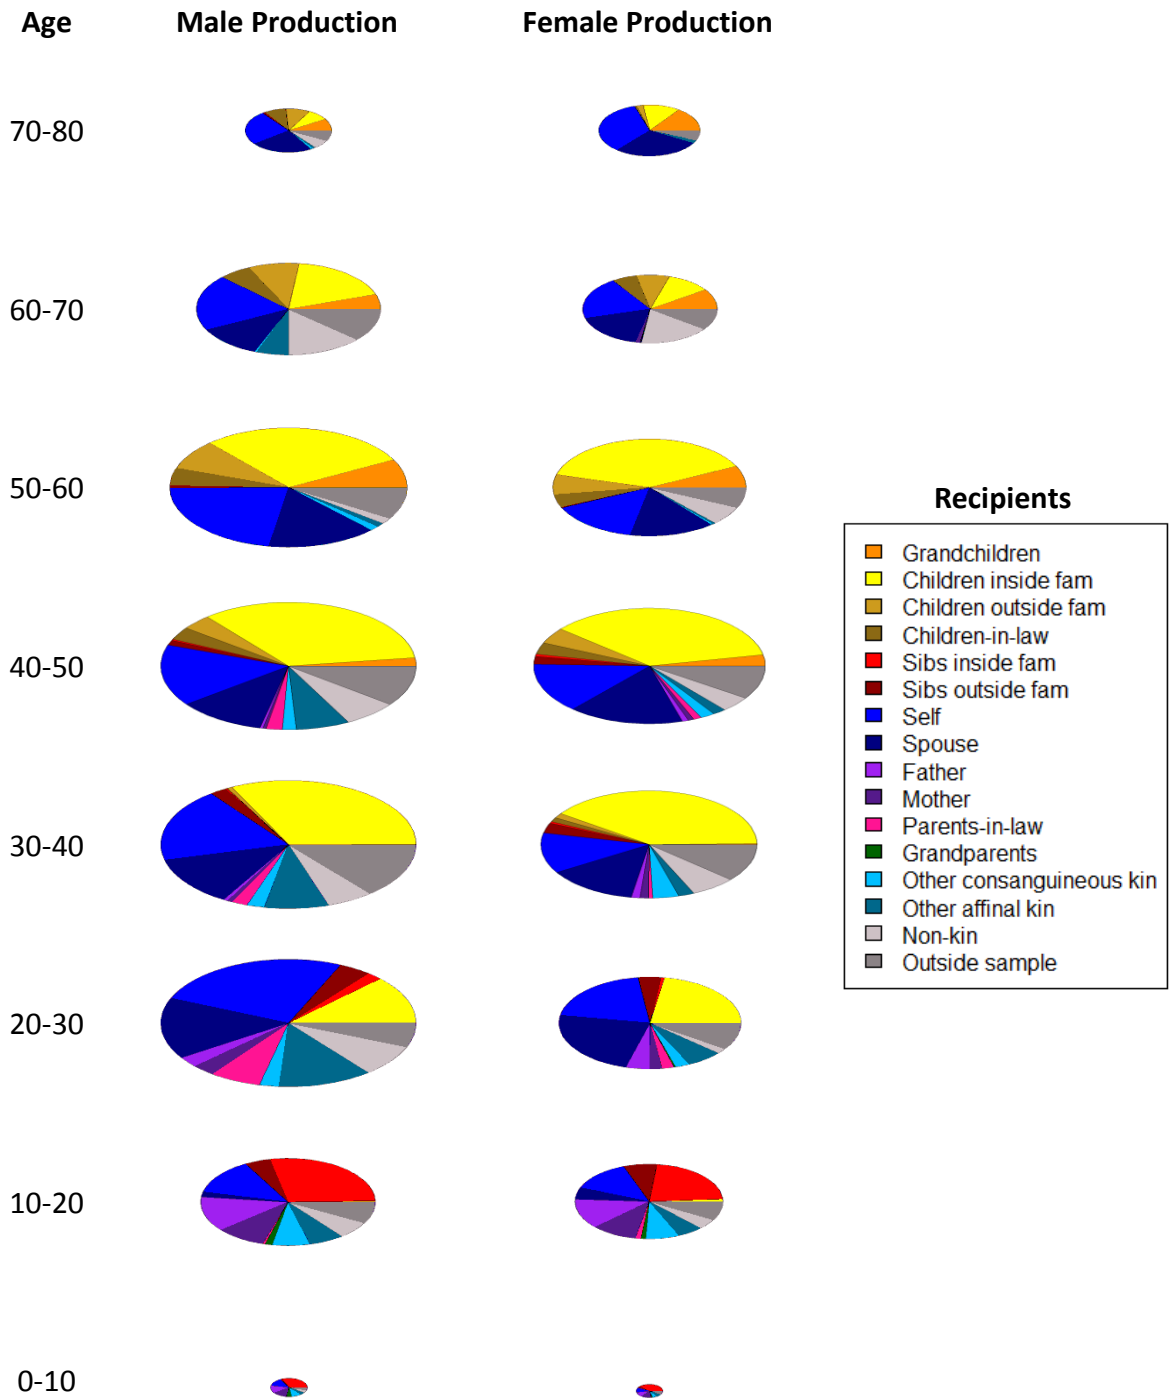 Age Male Production Female Production
70-80
60-70
50-60
40-50
30-40
20-30
10-20
0-10
Recipients
Grandchildren
Children inside fam
Children outside fam
Children-in-law
Sibs inside fam
Sibs outside fam
Self
Spouse
Father
Mother
Parents-in-law
Grandparents
Other consanguineous kin
Other affinal kin
Non-kin
Outside sample